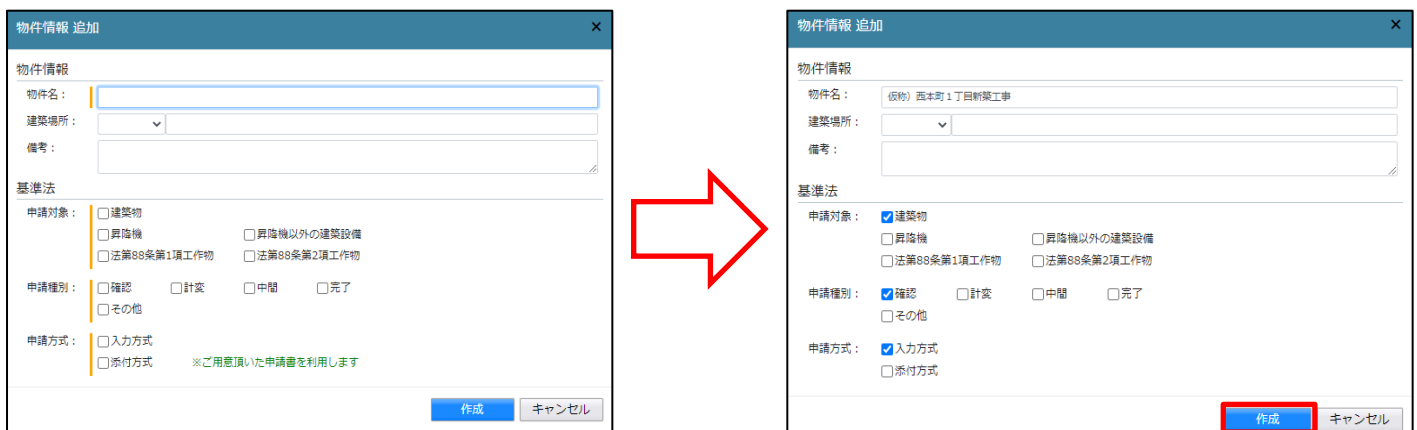 物件情報 追加 ×
物件情報
物件名：
建築場所：
備考：
基準法
申請対象： 建築物
昇降機 昇降機以外の建築設備
法第88条第1項工作物 法第88条第2項工作物
申請種別： 確認 計変 中間 完了
その他
申請方式： 入力方式
添付方式 ※ご用意頂いた申請書を利用します
作成 キャンセル
物件情報 追加 ×
物件情報
物件名： 仮称）西本町１丁目新築工事
建築場所：
備考：
基準法
申請対象： 建築物
昇降機 昇降機以外の建築設備
法第88条第1項工作物 法第88条第2項工作物
申請種別： 確認 計変 中間 完了
その他
申請方式： 入力方式
添付方式
作成 キャンセル